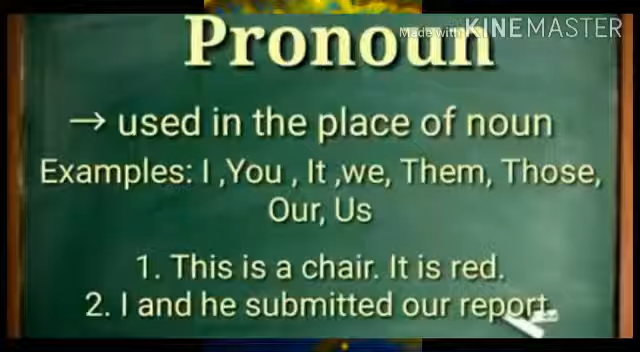 Made with KINEMASTER
Pronoun
→ used in the place of noun
Examples: I ,You , It ,we, Them, Those,
Our, Us
1. This is a chair. It is red.
2. I and he submitted our report.